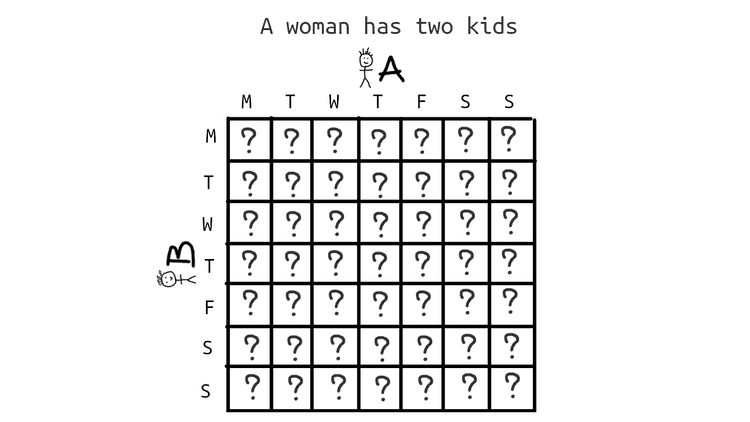 A woman has two kids
A
M T W T F S S
M ? ? ? ? ? ? ?
T ? ? ? ? ? ? ?
W ? ? ? ? ? ? ?
B
T ? ? ? ? ? ? ?
F ? ? ? ? ? ? ?
S ? ? ? ? ? ? ?
S ? ? ? ? ? ? ?